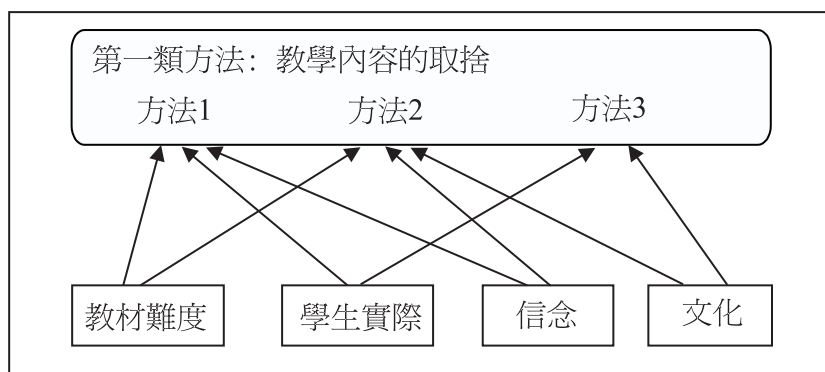 第一類方法：教學內容的取捨
方法1 方法2 方法3
教材難度 學生實際 信念 文化